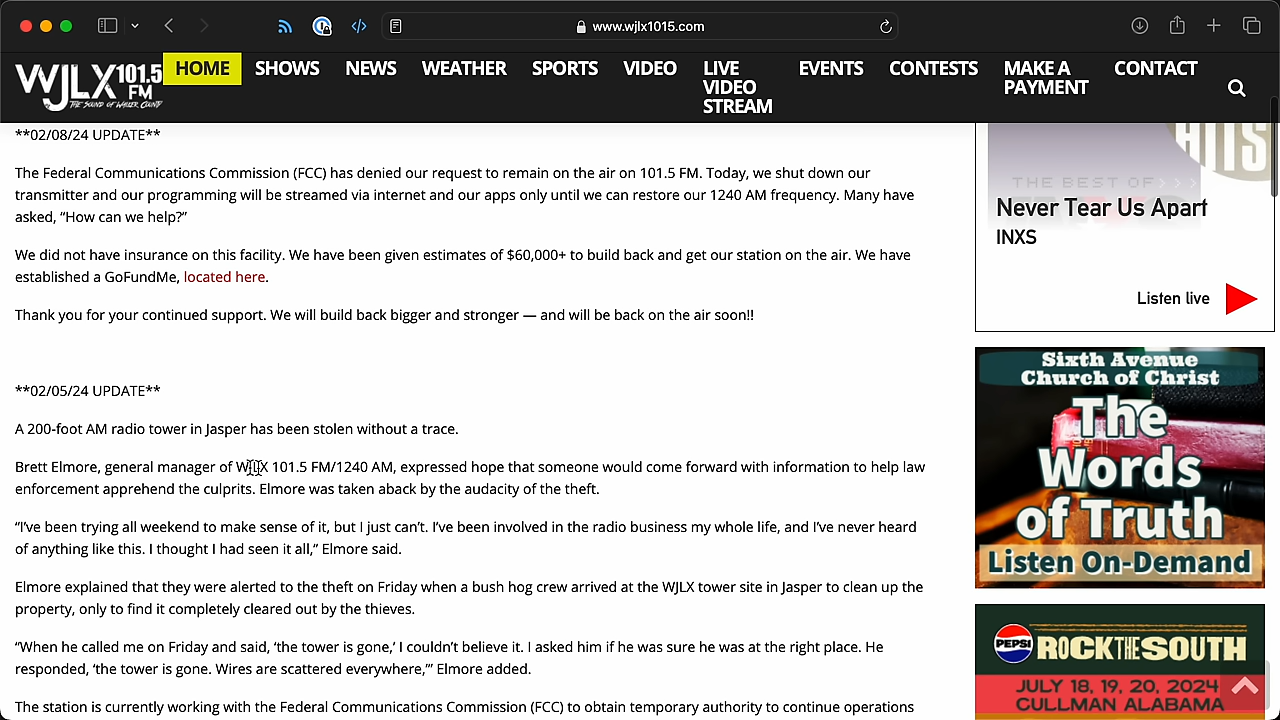 www.wjlx1015.com
WJLX 101.5 FM
THE SOUND OF WALKER COUNTY
HOME
SHOWS
NEWS
WEATHER
SPORTS
VIDEO
LIVE
VIDEO
STREAM
EVENTS
CONTESTS
MAKE A
PAYMENT
CONTACT
**02/08/24 UPDATE**
The Federal Communications Commission (FCC) has denied our request to remain on the air on 101.5 FM. Today, we shut down our
transmitter and our programming will be streamed via internet and our apps only until we can restore our 1240 AM frequency. Many have
asked, “How can we help?”
We did not have insurance on this facility. We have been given estimates of $60,000+ to build back and get our station on the air. We have
established a GoFundMe, located here.
Thank you for your continued support. We will build back bigger and stronger — and will be back on the air soon!!
**02/05/24 UPDATE**
A 200-foot AM radio tower in Jasper has been stolen without a trace.
Brett Elmore, general manager of WJLX 101.5 FM/1240 AM, expressed hope that someone would come forward with information to help law
enforcement apprehend the culprits. Elmore was taken aback by the audacity of the theft.
“I’ve been trying all weekend to make sense of it, but I just can’t. I’ve been involved in the radio business my whole life, and I’ve never heard
of anything like this. I thought I had seen it all,” Elmore said.
Elmore explained that they were alerted to the theft on Friday when a bush hog crew arrived at the WJLX tower site in Jasper to clean up the
property, only to find it completely cleared out by the thieves.
“When he called me on Friday and said, ‘the tower is gone,’ I couldn’t believe it. I asked him if he was sure he was at the right place. He
responded, ‘the tower is gone. Wires are scattered everywhere,’” Elmore added.
The station is currently working with the Federal Communications Commission (FCC) to obtain temporary authority to continue operations
HITS
THE BEST OF >>>
Never Tear Us Apart
INXS
Listen live
Sixth Avenue
Church of Christ
The
Words
of Truth
Listen On-Demand
PEPSI
ROCK THE SOUTH
JULY 18, 19, 20, 2024
CULLMAN ALABAMA